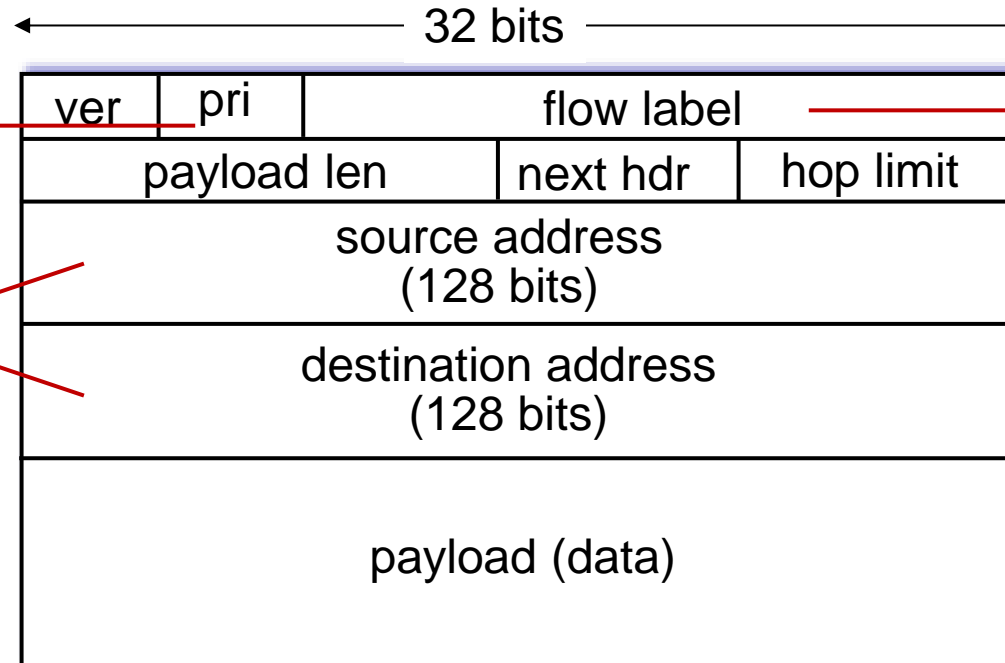 32 bits
ver pri flow label
payload len next hdr hop limit
source address
(128 bits)
destination address
(128 bits)
payload (data)